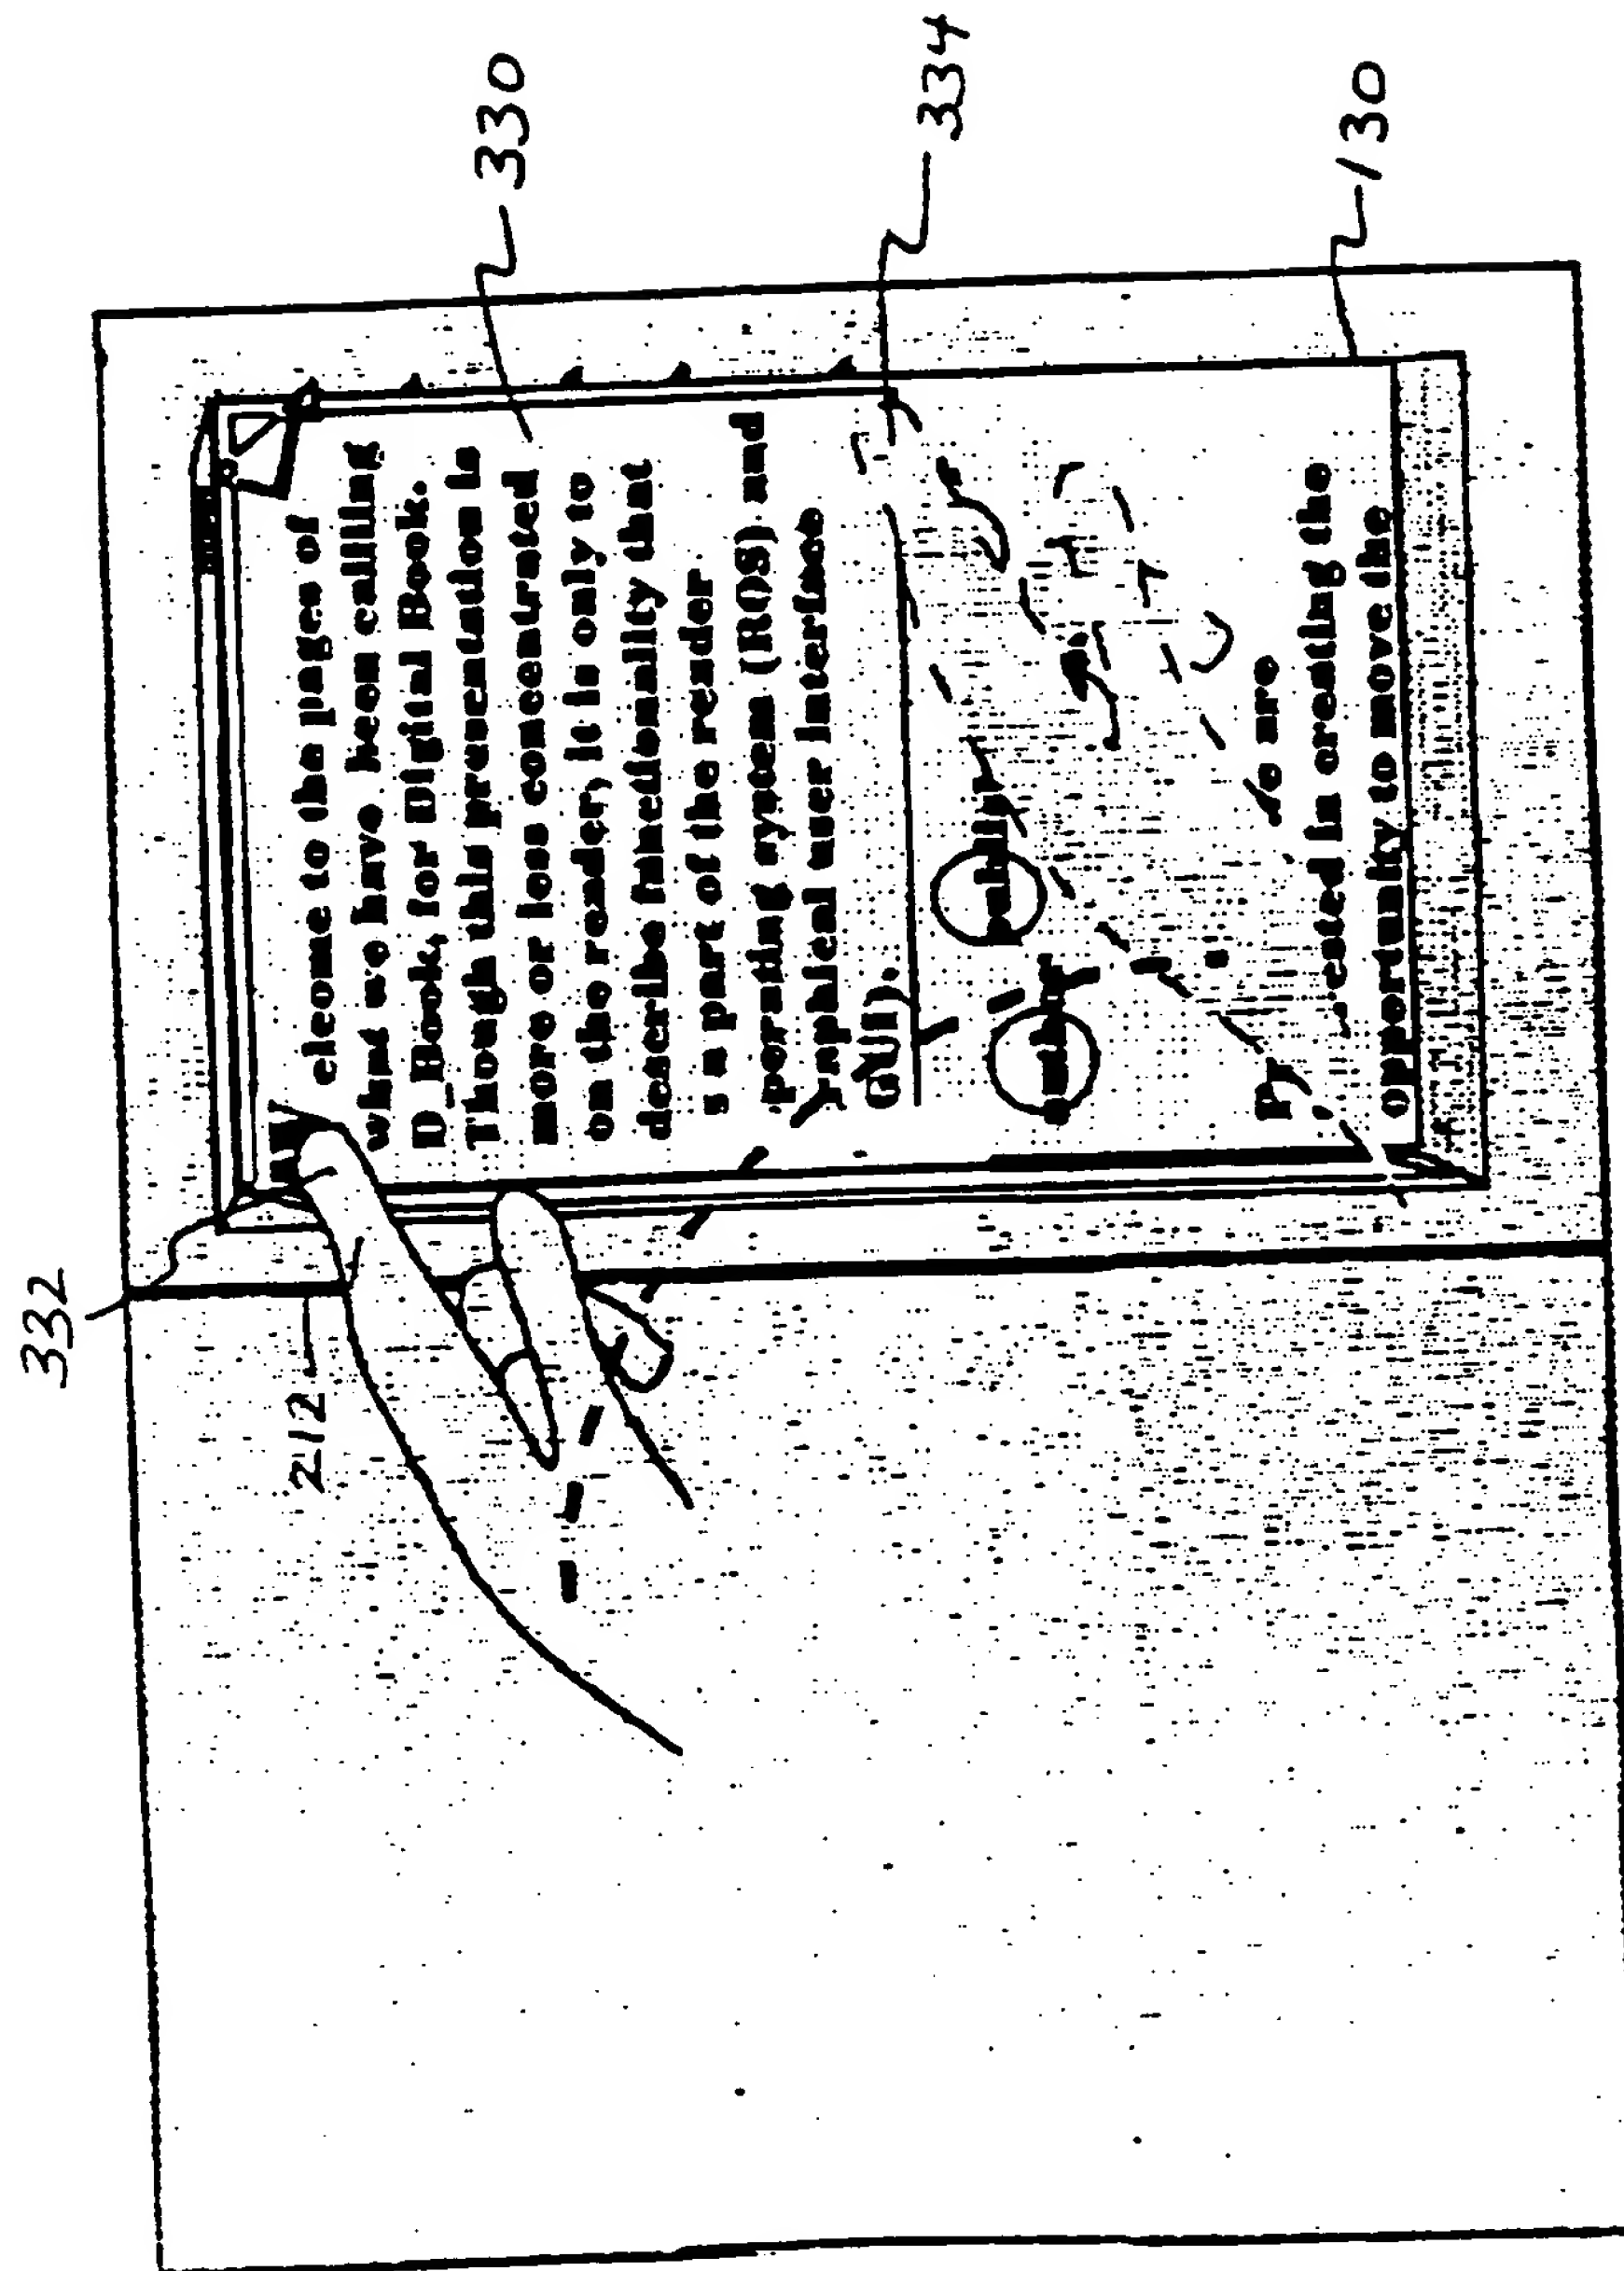 332
212
330
334
130
elcome to the pages of
what we have been calling
D_Book, for Digital Book.
Though this presentation is
more or less concentrated
on the reader, it is only to
describe functionality that
s a part of the reader
perating system (ROS) and
raphical user interface
GUI).
are
ested in creating the
opportunity to move the